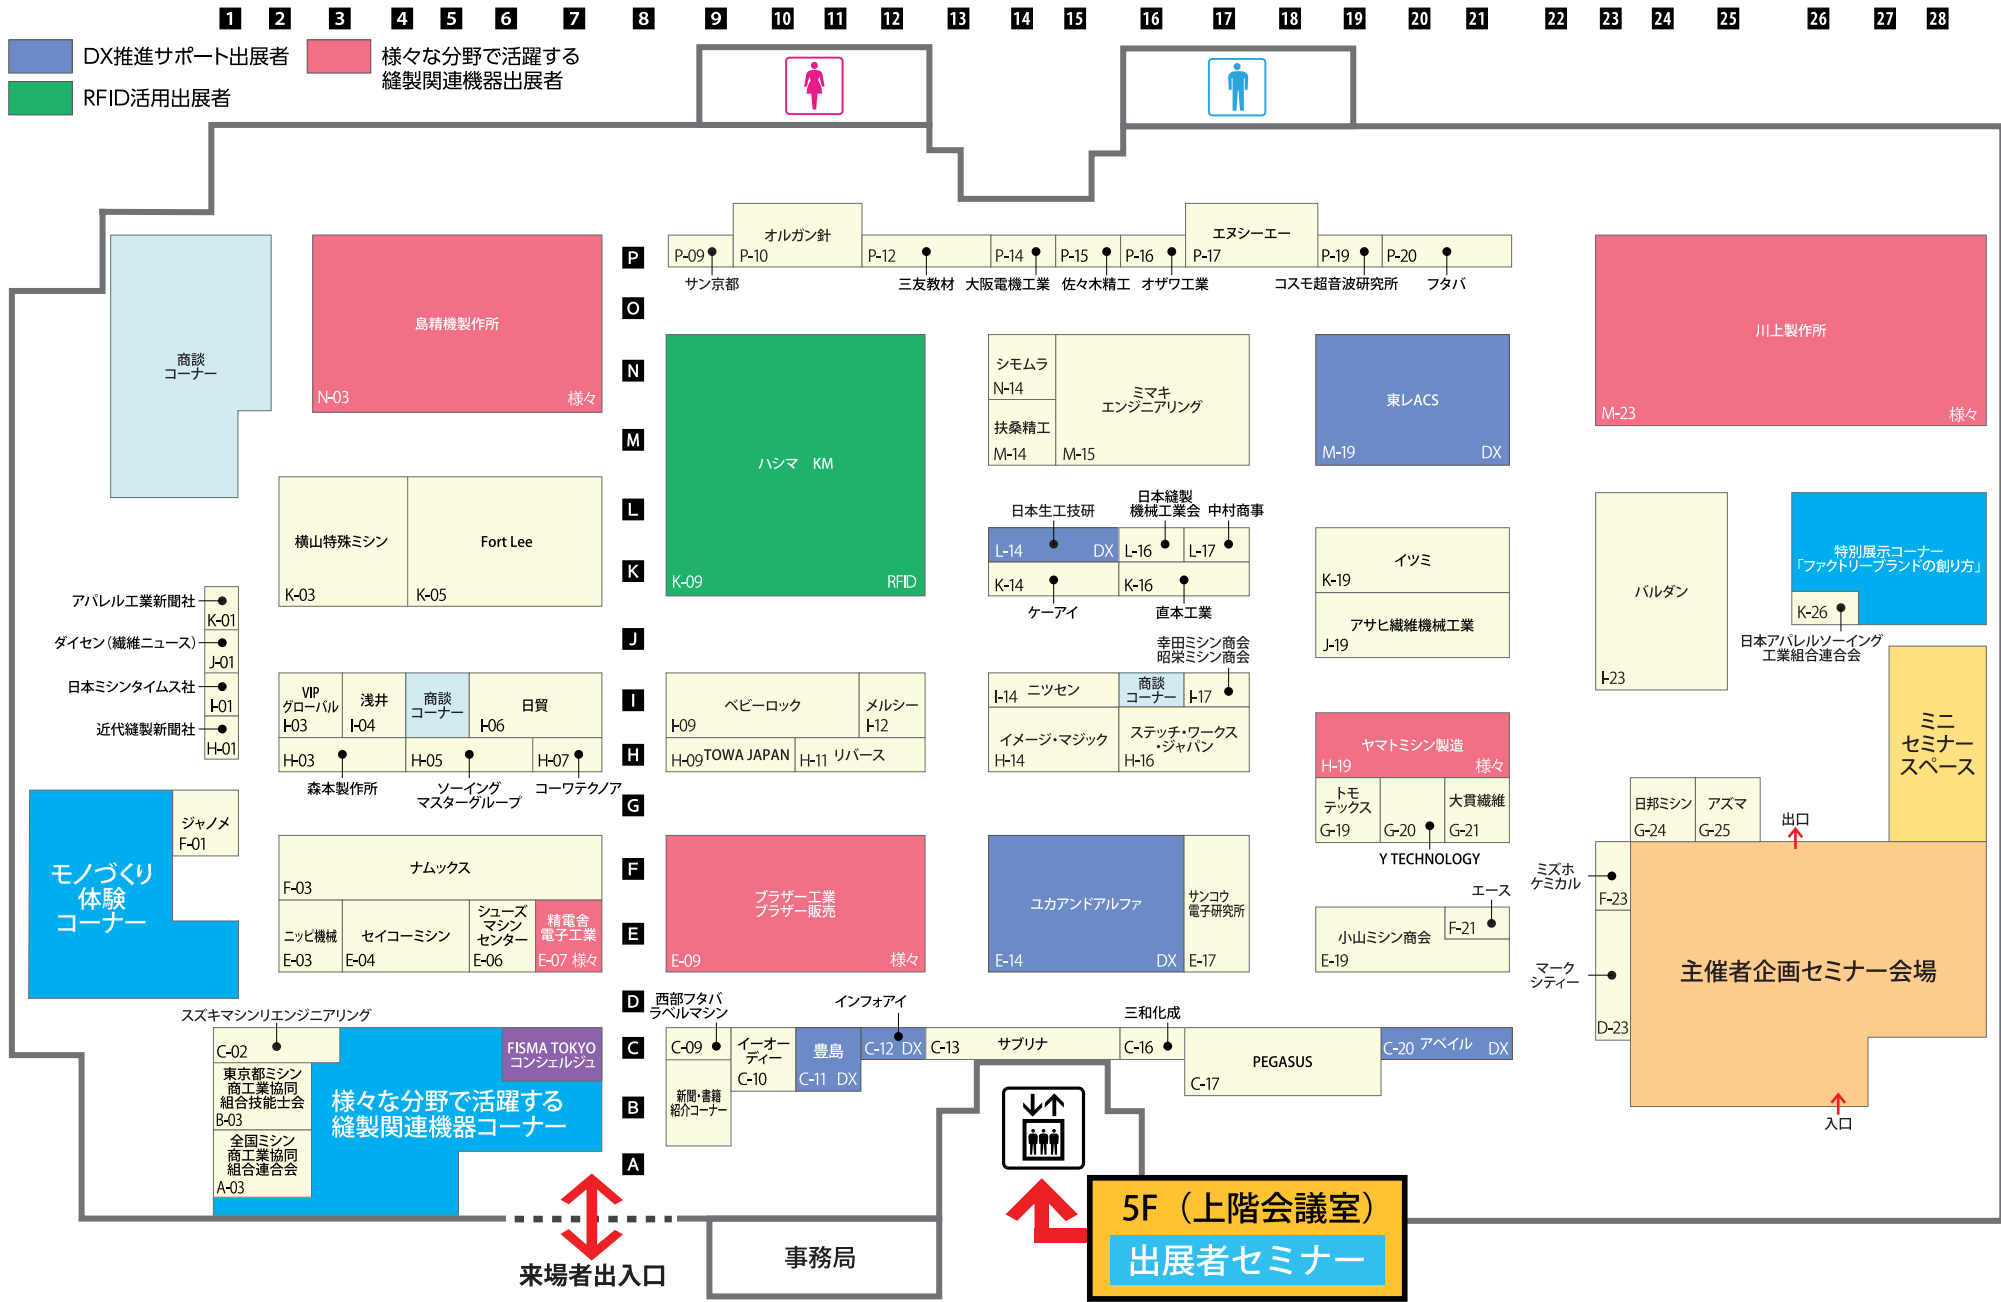 1 2 3 4 5 6 7 8 9 10 11 12 13 14 15 16 17 18 19 20 21 22 23 24 25 26 27 28
DX推進サポート出展者
様々な分野で活躍する
縫製関連機器出展者
RFID活用出展者
P
O
N
M
L
K
J
I
H
G
F
E
D
C
B
A
商談
コーナー
島精機製作所
N-03 様々
P-09
サン京都
オルガン針
P-10
P-12
三友教材
P-14
大阪電機工業
P-15
佐々木精工
P-16
オザワ工業
エヌシーエー
P-17
P-19
コスモ超音波研究所
P-20
フタバ
川上製作所
M-23 様々
ハシマ KM
K-09 RFID
シモムラ
N-14
扶桑精工
M-14
ミマキ
エンジニアリング
M-15
東レACS
M-19 DX
横山特殊ミシン
K-03
Fort Lee
K-05
日本生工技研
L-14 DX
日本縫製
機械工業会
L-16
中村商事
L-17
K-14
ケーアイ
K-16
直本工業
イツミ
K-19
アサヒ繊維機械工業
J-19
バルダン
I-23
特別展示コーナー
「ファクトリーブランドの創り方」
K-26
日本アパレルソーイング
工業組合連合会
アパレル工業新聞社
K-01
ダイセン（繊維ニュース）
J-01
日本ミシンタイムス社
I-01
近代縫製新聞社
H-01
VIP
グローバル
I-03
浅井
I-04
商談
コーナー
日貿
I-06
H-03
森本製作所
H-05
ソーイング
マスターグループ
H-07
コーワテクノア
ベビーロック
I-09
メルシー
I-12
H-09 TOWA JAPAN
H-11 リバース
I-14 ニツセン
商談
コーナー
幸田ミシン商会
昭栄ミシン商会
I-17
イメージ・マジック
H-14
ステッチ・ワークス
・ジャパン
H-16
ヤマトミシン製造
H-19 様々
トモ
テックス
G-19
G-20
Y TECHNOLOGY
大貫繊維
G-21
日邦ミシン
G-24
アズマ
G-25
ミニ
セミナー
スペース
出口
モノづくり
体験
コーナー
ジャノメ
F-01
ナムックス
F-03
ニッピ機械
E-03
セイコーミシン
E-04
シューズ
マシン
センター
E-06
精電舎
電子工業
E-07 様々
ブラザー工業
ブラザー販売
E-09 様々
ユカアンドアルファ
E-14 DX
サンコウ
電子研究所
E-17
エース
F-21
小山ミシン商会
E-19
ミズホ
ケミカル
F-23
マーク
シティー
D-23
主催者企画セミナー会場
入口
スズキマシンリエンジニアリング
C-02
東京都ミシン
商工業協同
組合技能士会
B-03
全国ミシン
商工業協同
組合連合会
A-03
FISMA TOKYO
コンシェルジュ
様々な分野で活躍する
縫製関連機器コーナー
西部フタバ
ラベルマシン
C-09
新聞・書籍
紹介コーナー
イーオー
ディー
C-10
豊島
C-11 DX
インフォアイ
C-12 DX
C-13 サブリナ
三和化成
C-16
PEGASUS
C-17
C-20 アベイル DX
来場者出入口
事務局
5F（上階会議室）
出展者セミナー